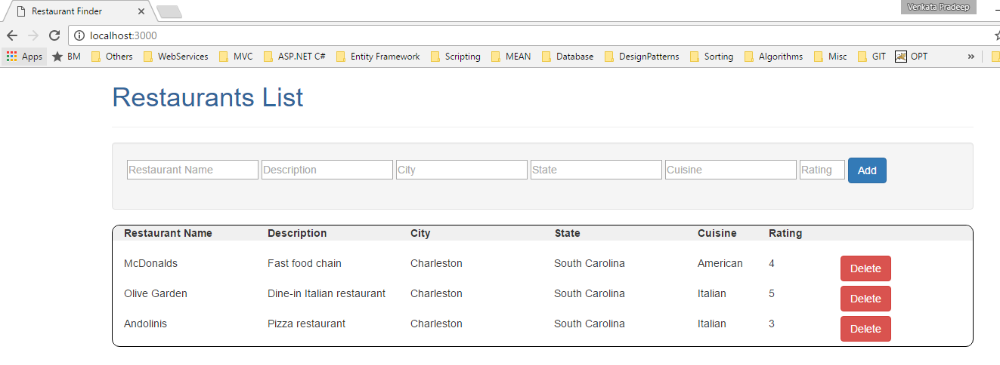 Restaurant Finder
Venkata Pradeep
localhost:3000
Apps BM Others WebServices MVC ASP.NET C# Entity Framework Scripting MEAN Database DesignPatterns Sorting Algorithms Misc GIT OPT »
Restaurants List
Restaurant Name Description City State Cuisine Rating Add
Restaurant Name Description City State Cuisine Rating
McDonalds Fast food chain Charleston South Carolina American 4 Delete
Olive Garden Dine-in Italian restaurant Charleston South Carolina Italian 5 Delete
Andolinis Pizza restaurant Charleston South Carolina Italian 3 Delete